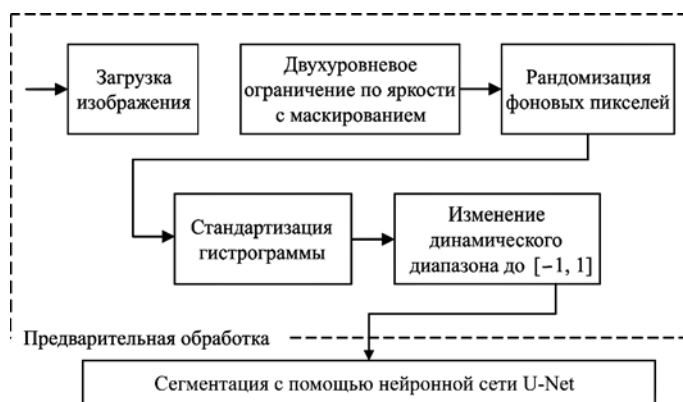 Загрузка
изображения
Двухуровневое
ограничение по яркости
с маскированием
Рандомизация
фоновых пикселей
Стандартизация
гистрограммы
Изменение
динамического
диапазона до [−1, 1]
Предварительная обработка
Сегментация с помощью нейронной сети U-Net